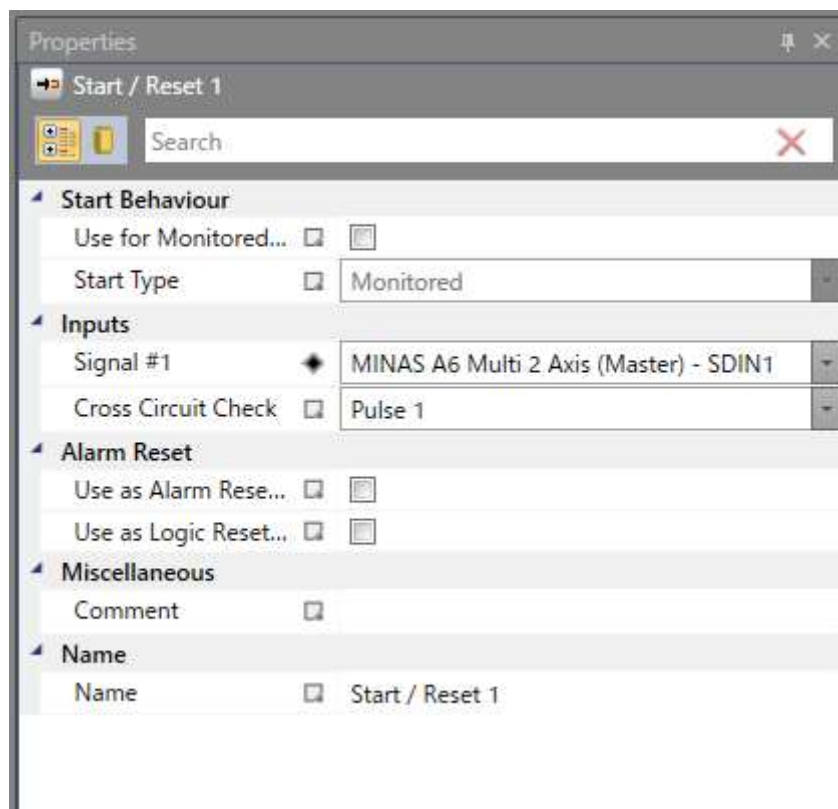 Properties
Start / Reset 1
Search
Start Behaviour
Use for Monitored...
Start Type Monitored
Inputs
Signal #1 MINAS A6 Multi 2 Axis (Master) - SDIN1
Cross Circuit Check Pulse 1
Alarm Reset
Use as Alarm Rese...
Use as Logic Reset...
Miscellaneous
Comment
Name
Name Start / Reset 1